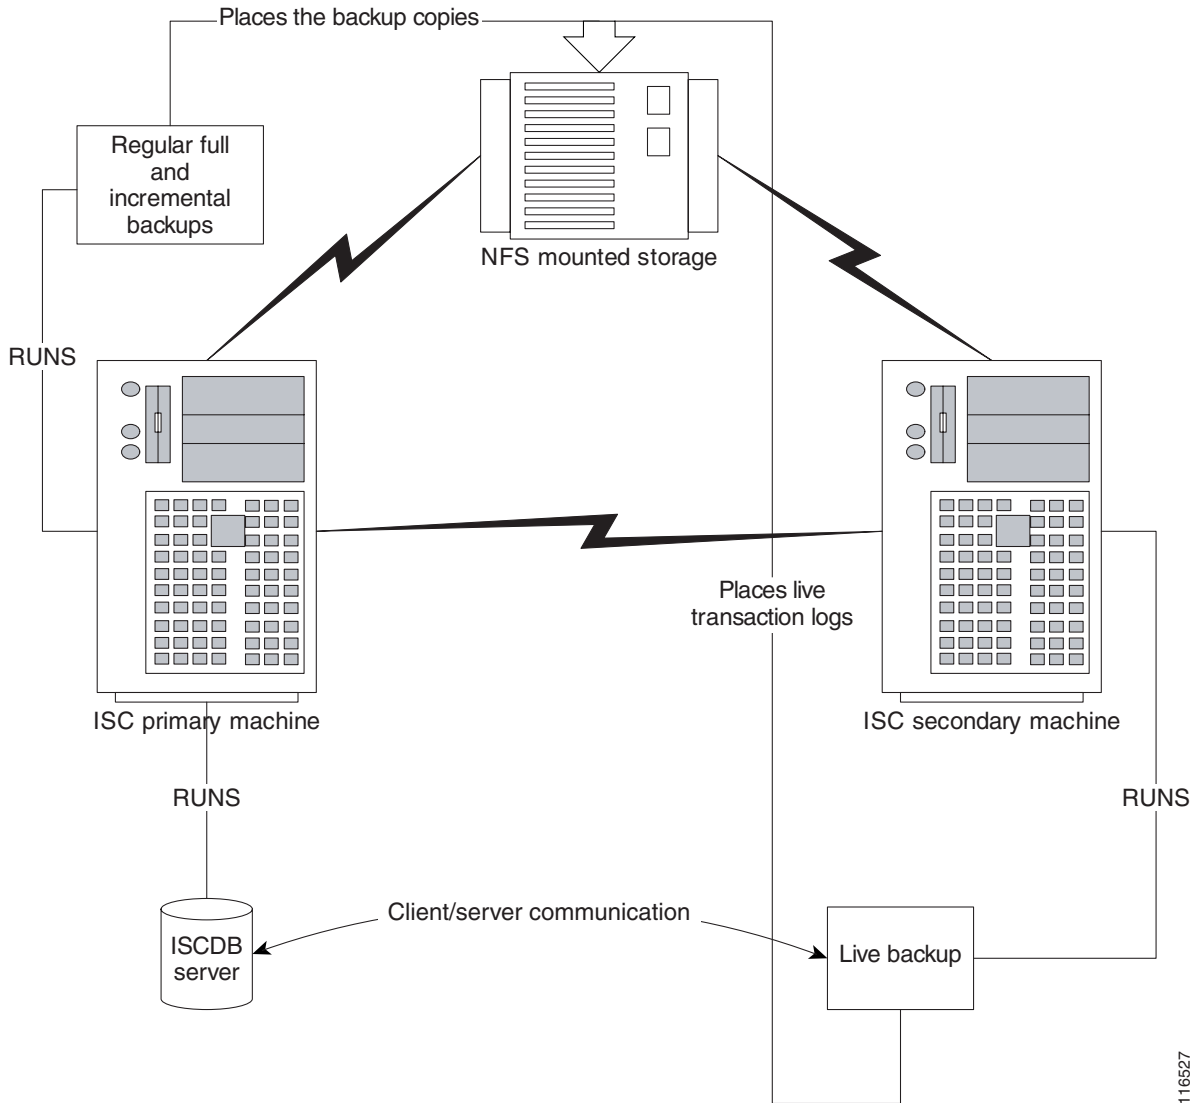 Places the backup copies
Regular full
and
incremental
backups
NFS mounted storage
RUNS
Places live
transaction logs
ISC primary machine
ISC secondary machine
RUNS
RUNS
Client/server communication
ISCDB
server
Live backup
116527